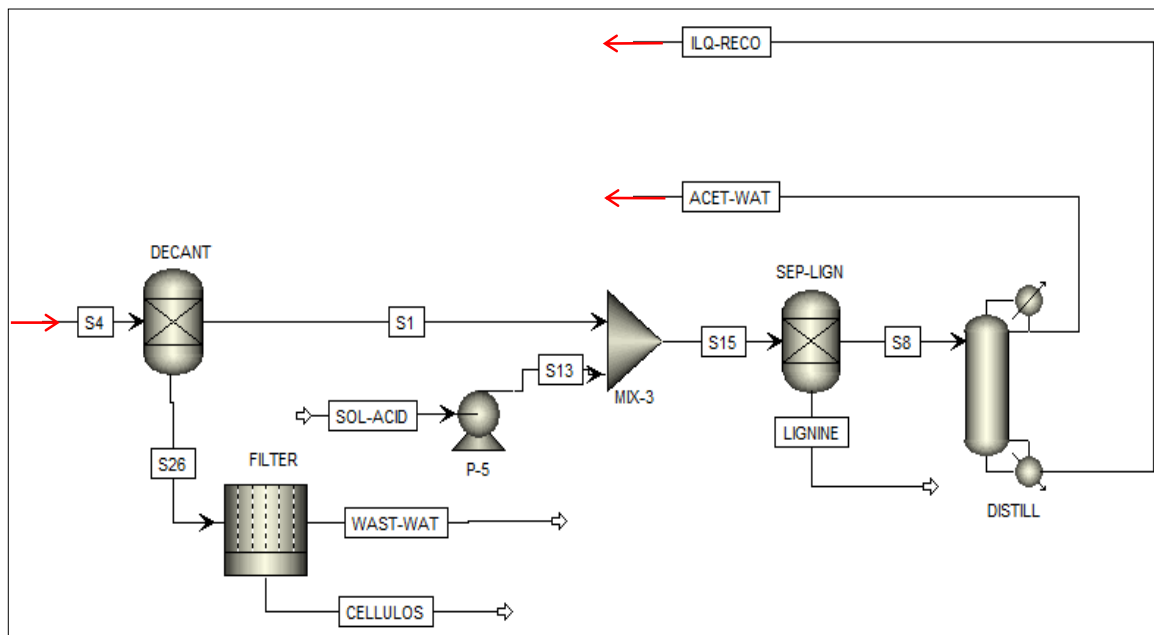 ILQ-RECO
ACET-WAT
DECANT
SEP-LIGN
S4
S1
S15
S8
S13
MIX-3
SOL-ACID
LIGNINE
S26
FILTER
P-5
DISTILL
WAST-WAT
CELLULOS